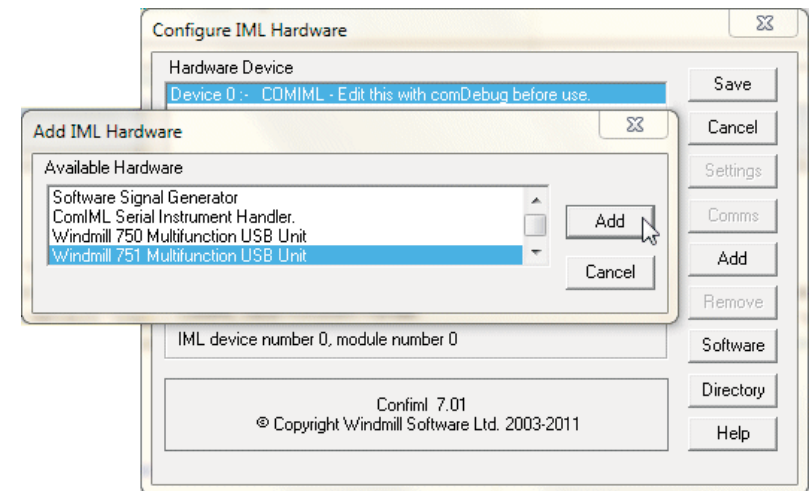 Configure IML Hardware
Hardware Device
Device 0 :-   COMIML - Edit this with comDebug before use.
Save
Cancel
Settings
Comms
Add
Remove
Software
Directory
Help
Add IML Hardware
Available Hardware
Software Signal Generator
ComIML Serial Instrument Handler.
Windmill 750 Multifunction USB Unit
Windmill 751 Multifunction USB Unit
Add
Cancel
IML device number 0, module number 0
Confiml  7.01
© Copyright Windmill Software Ltd. 2003-2011